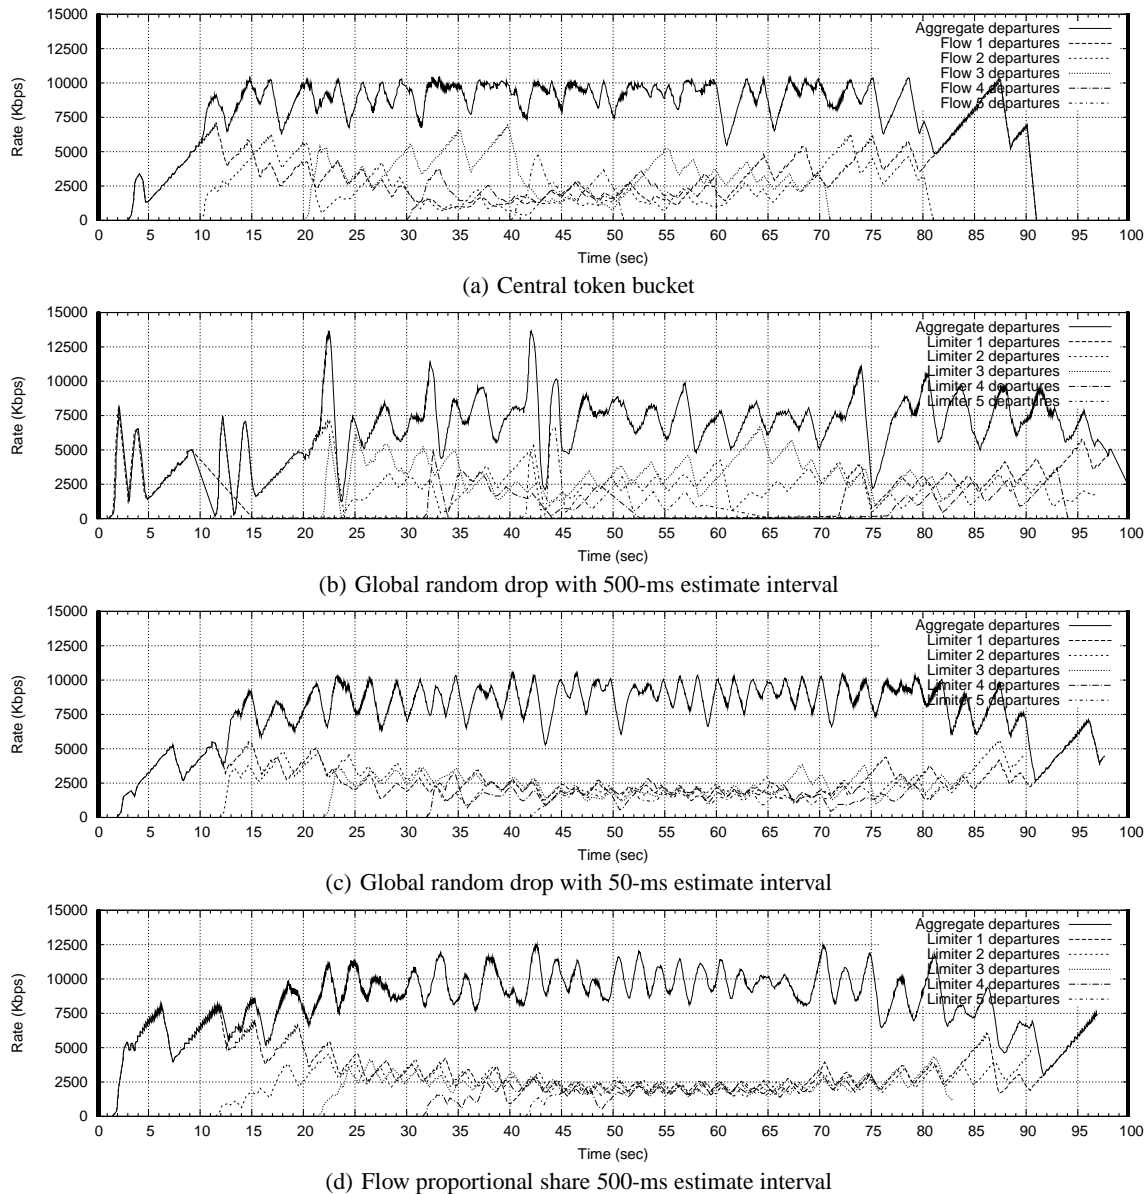 15000
12500
10000
7500
5000
2500
0
Rate (Kbps)
Aggregate departures
Flow 1 departures
Flow 2 departures
Flow 3 departures
Flow 4 departures
Flow 5 departures
0 5 10 15 20 25 30 35 40 45 50 55 60 65 70 75 80 85 90 95 100
Time (sec)
(a) Central token bucket
15000
12500
10000
7500
5000
2500
0
Rate (Kbps)
Aggregate departures
Limiter 1 departures
Limiter 2 departures
Limiter 3 departures
Limiter 4 departures
Limiter 5 departures
0 5 10 15 20 25 30 35 40 45 50 55 60 65 70 75 80 85 90 95 100
Time (sec)
(b) Global random drop with 500-ms estimate interval
15000
12500
10000
7500
5000
2500
0
Rate (Kbps)
Aggregate departures
Limiter 1 departures
Limiter 2 departures
Limiter 3 departures
Limiter 4 departures
Limiter 5 departures
0 5 10 15 20 25 30 35 40 45 50 55 60 65 70 75 80 85 90 95 100
Time (sec)
(c) Global random drop with 50-ms estimate interval
15000
12500
10000
7500
5000
2500
0
Rate (Kbps)
Aggregate departures
Limiter 1 departures
Limiter 2 departures
Limiter 3 departures
Limiter 4 departures
Limiter 5 departures
0 5 10 15 20 25 30 35 40 45 50 55 60 65 70 75 80 85 90 95 100
Time (sec)
(d) Flow proportional share 500-ms estimate interval